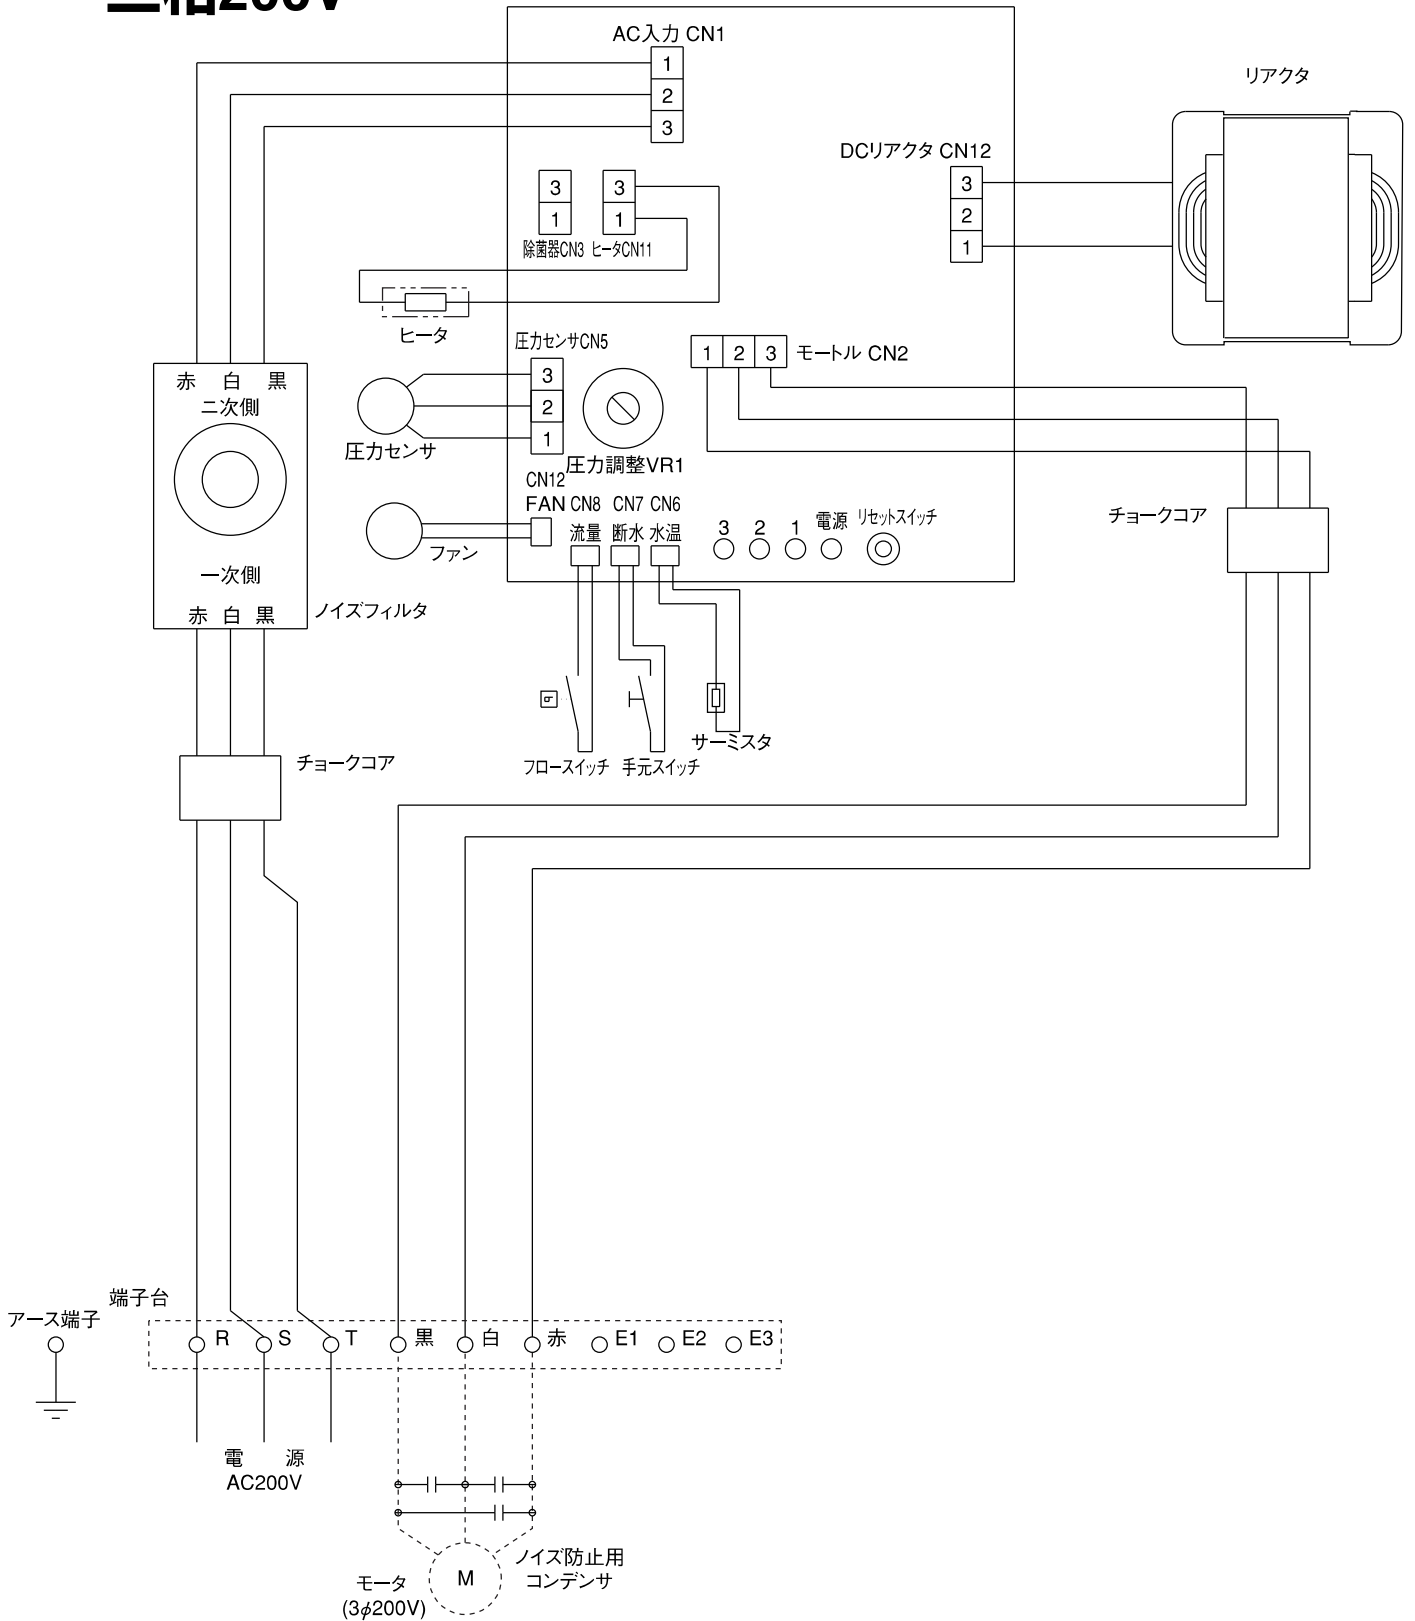 三相200V
AC入力 CN1
1
2
3
リアクタ
DCリアクタ CN12
3
2
1
3
1
除菌器CN3
3
1
ヒータCN11
ヒータ
圧力センサCN5
3
2
1
圧力センサ
圧力調整VR1
1 2 3 モートル CN2
赤 白 黒
二次側
一次側
赤 白 黒
ノイズフィルタ
CN12
FAN
ファン
CN8
流量
CN7
断水
CN6
水温
3 2 1 電源 リセットスイッチ
チョークコア
フロースイッチ
手元スイッチ
サーミスタ
チョークコア
アース端子
端子台
R S T 黒 白 赤 E1 E2 E3
電 源
AC200V
M
モータ
(3φ200V)
ノイズ防止用
コンデンサ